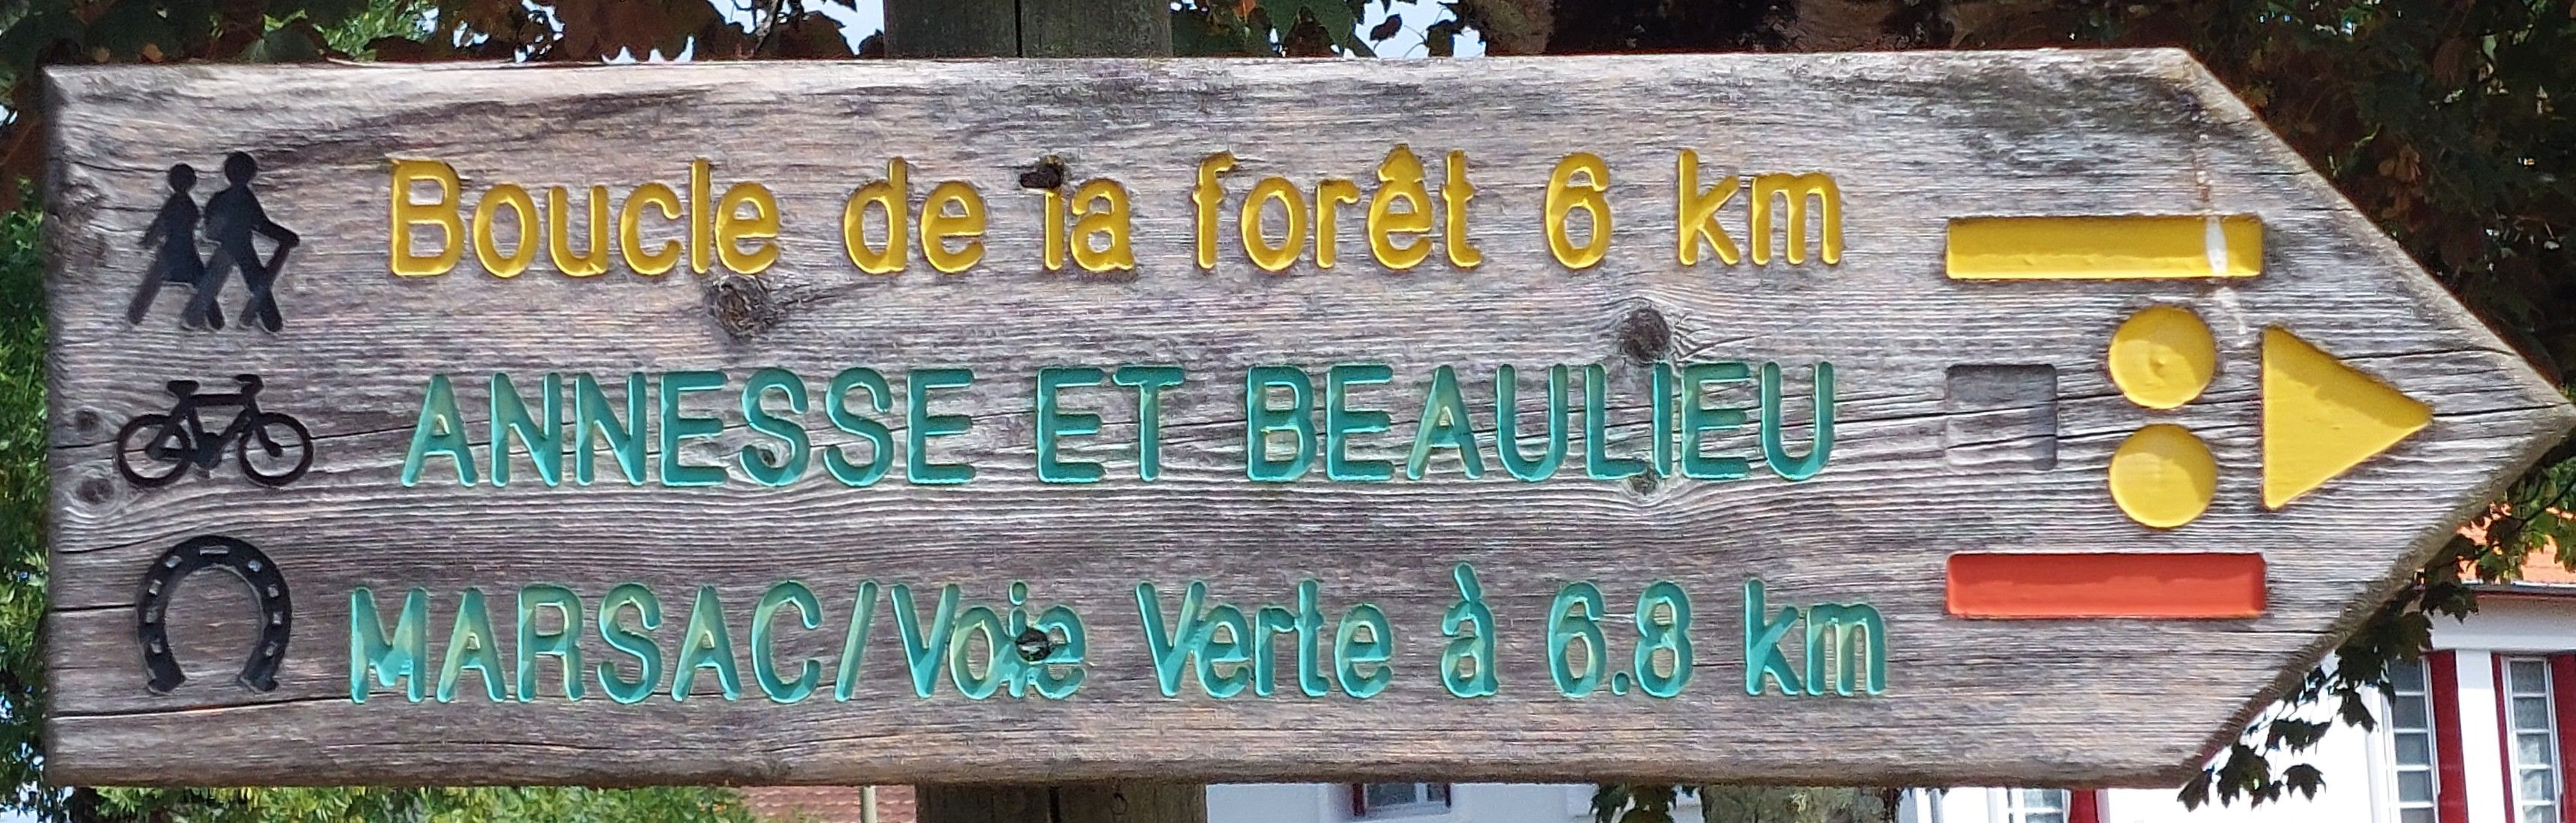 Boucle de la forêt 6 km
ANNESSE ET BEAULIEU
MARSAC/Voie Verte à 6.8 km